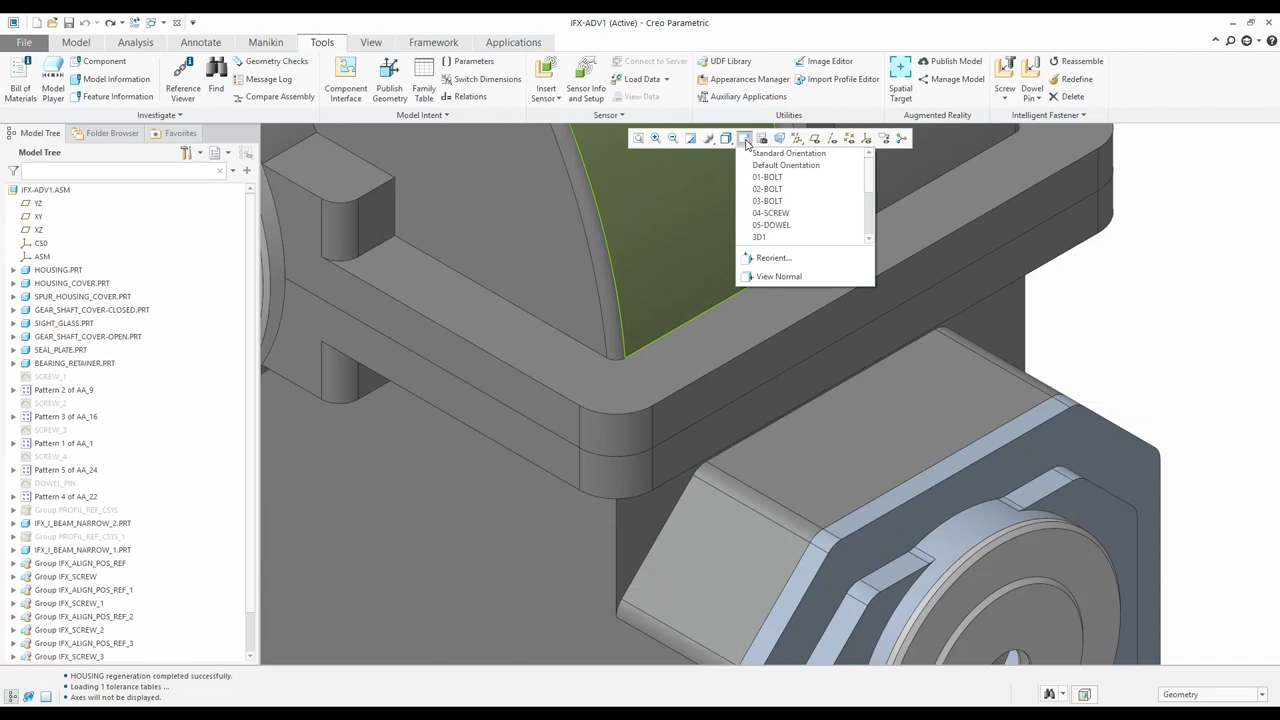 IFX-ADV1 (Active) - Creo Parametric
File Model Analysis Annotate Manikin Tools View Framework Applications
Component Geometry Checks Parameters Connect to Server UDF Library Image Editor Publish Model Reassemble
Model Information Message Log Switch Dimensions Load Data Appearances Manager Import Profile Editor Manage Model Redefine
Feature Information Compare Assembly Relations View Data Auxiliary Applications Delete
Bill of Materials
Model Player
Reference Viewer
Find
Component Interface
Publish Geometry
Family Table
Insert Sensor
Sensor Info and Setup
Spatial Target
Screw
Dowel Pin
Investigate Model Intent Sensor Utilities Augmented Reality Intelligent Fastener
Model Tree Folder Browser Favorites
Model Tree
IFX-ADV1.ASM
YZ
XY
XZ
CS0
ASM
HOUSING.PRT
HOUSING_COVER.PRT
SPUR_HOUSING_COVER.PRT
GEAR_SHAFT_COVER-CLOSED.PRT
SIGHT_GLASS.PRT
GEAR_SHAFT_COVER-OPEN.PRT
SEAL_PLATE.PRT
BEARING_RETAINER.PRT
SCREW_1
Pattern 2 of AA_9
SCREW_2
Pattern 3 of AA_16
SCREW_3
Pattern 1 of AA_1
SCREW_4
Pattern 5 of AA_24
DOWEL_PIN
Pattern 4 of AA_22
Group PROFIL_REF_CSYS
IFX_I_BEAM_NARROW_2.PRT
Group PROFIL_REF_CSYS_1
IFX_I_BEAM_NARROW_1.PRT
Group IFX_ALIGN_POS_REF
Group IFX_SCREW
Group IFX_ALIGN_POS_REF_1
Group IFX_SCREW_1
Group IFX_ALIGN_POS_REF_2
Group IFX_SCREW_2
Group IFX_ALIGN_POS_REF_3
Group IFX_SCREW_3
Standard Orientation
Default Orientation
01-BOLT
02-BOLT
03-BOLT
04-SCREW
05-DOWEL
3D1
Reorient...
View Normal
• HOUSING regeneration completed successfully.
• Loading 1 tolerance tables ...
• Axes will not be displayed.
Geometry